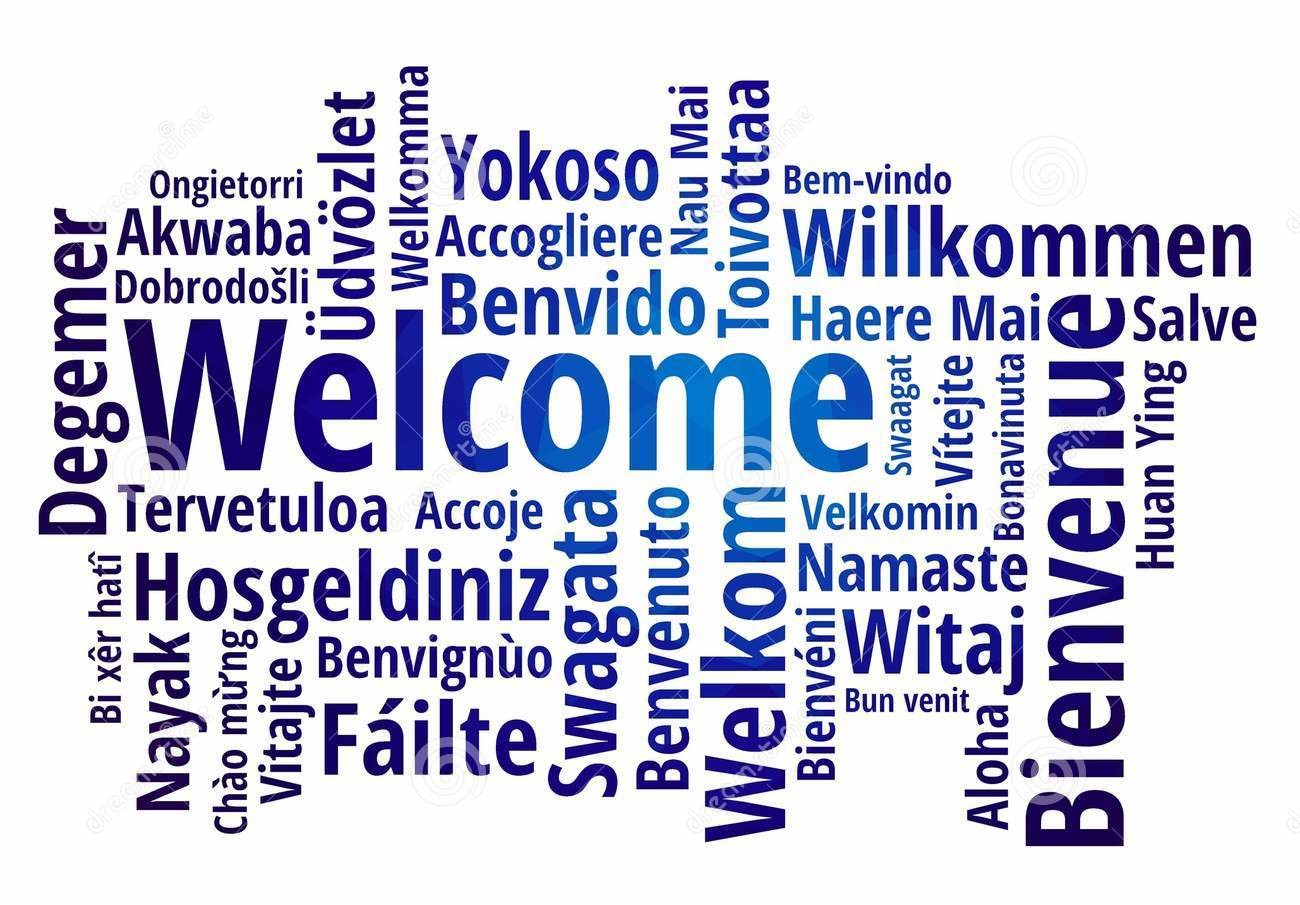 Welkomma
Üdvözlet
Nau Mai
Toivottaa
Yokoso
Ongietorri
Bem-vindo
Akwaba
Accogliere
Willkommen
Degemer
Dobrodošli
Benvido
Haere Mai
Salve
Welcome
Swaagat
Vítejte
Bonavinuta
Bienvenue
Huan Ying
Tervetuloa
Accoje
Swagata
Benvenuto
Welkom
Velkomin
Namaste
Bi xêr hatî
Hosgeldiniz
Nayak
Chào mừng
Vitajte
Benvignùo
Bienvéni
Witaj
Bun venit
Fáilte
Aloha
dreamstime